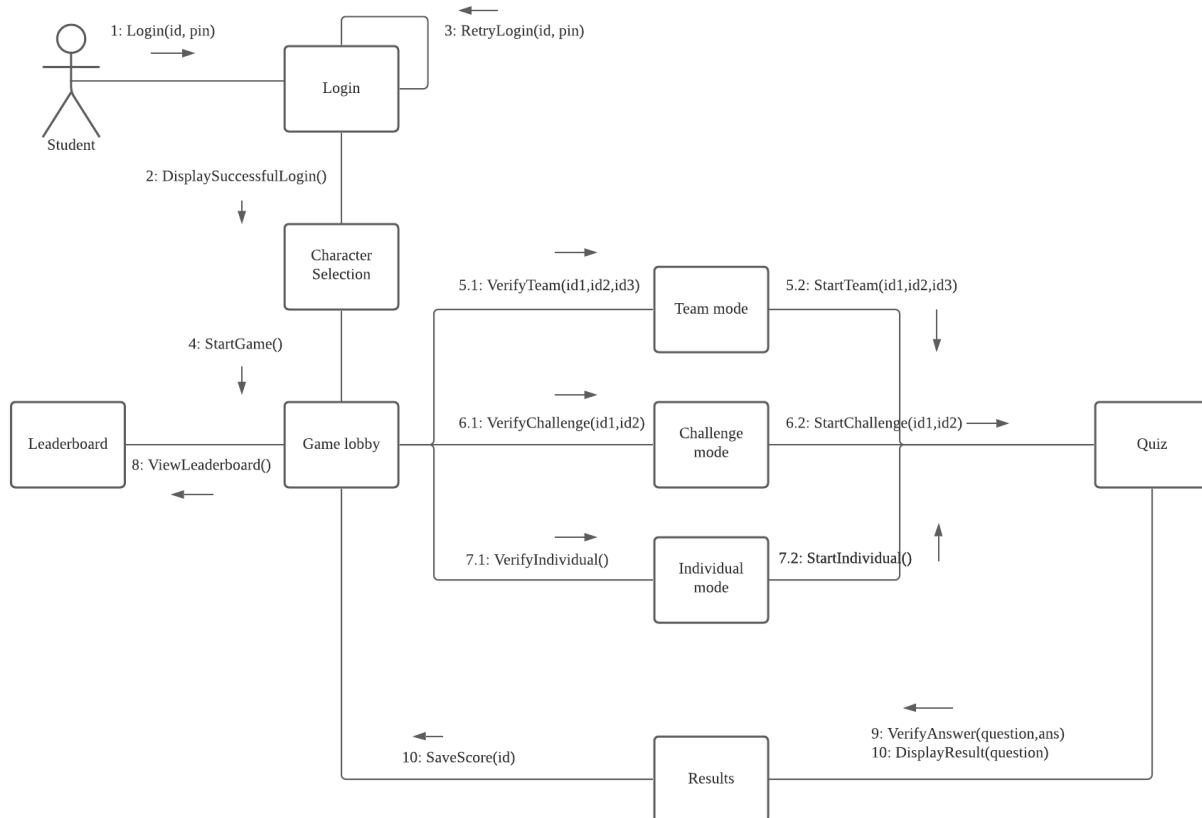 1: Login(id, pin)
3: RetryLogin(id, pin)
Login
Student
2: DisplaySuccessfulLogin()
Character
Selection
5.1: VerifyTeam(id1,id2,id3)
Team mode
5.2: StartTeam(id1,id2,id3)
4: StartGame()
Leaderboard
8: ViewLeaderboard()
Game lobby
6.1: VerifyChallenge(id1,id2)
Challenge
mode
6.2: StartChallenge(id1,id2)
Quiz
7.1: VerifyIndividual()
Individual
mode
7.2: StartIndividual()
9: VerifyAnswer(question,ans)
10: DisplayResult(question)
10: SaveScore(id)
Results